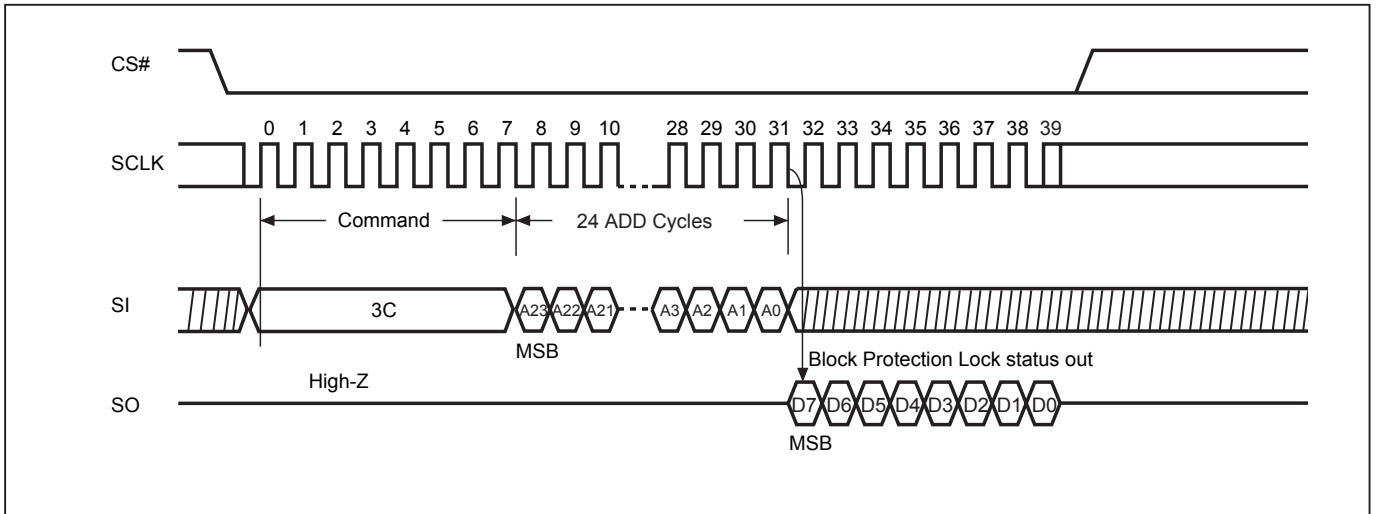 CS#
0 1 2 3 4 5 6 7 8 9 10 28 29 30 31 32 33 34 35 36 37 38 39
SCLK
Command
24 ADD Cycles
SI
3C
A23 A22 A21 A3 A2 A1 A0
MSB
Block Protection Lock status out
High-Z
SO
D7 D6 D5 D4 D3 D2 D1 D0
MSB